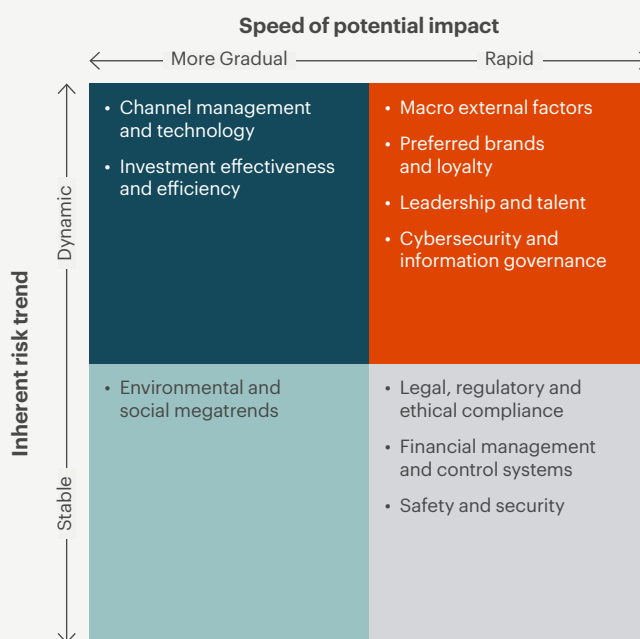 Speed of potential impact
More Gradual
Rapid
Inherent risk trend
Dynamic
Stable
• Channel management
and technology
• Investment effectiveness
and efficiency
• Macro external factors
• Preferred brands
and loyalty
• Leadership and talent
• Cybersecurity and
information governance
• Environmental and
social megatrends
• Legal, regulatory and
ethical compliance
• Financial management
and control systems
• Safety and security